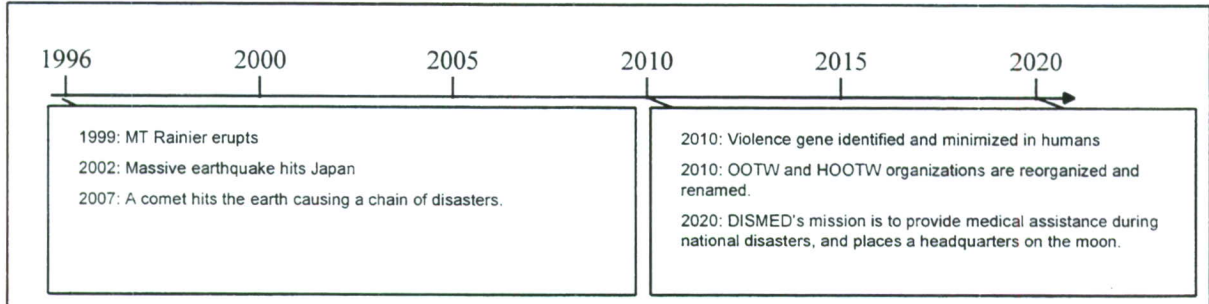 1996 2000 2005 2010 2015 2020
1999: MT Rainier erupts
2002: Massive earthquake hits Japan
2007: A comet hits the earth causing a chain of disasters.
2010: Violence gene identified and minimized in humans
2010: OOTW and HOOTW organizations are reorganized and
renamed.
2020: DISMED's mission is to provide medical assistance during
national disasters, and places a headquarters on the moon.